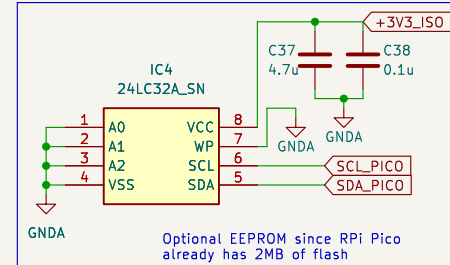 +3V3_ISO
C37
4.7u
C38
0.1u
IC4
24LC32A_SN
GNDA
1 A0 VCC 8
2 A1 WP 7
3 A2 SCL 6
4 VSS SDA 5
GNDA
SCL_PICO
SDA_PICO
GNDA
Optional EEPROM since RPi Pico
already has 2MB of flash